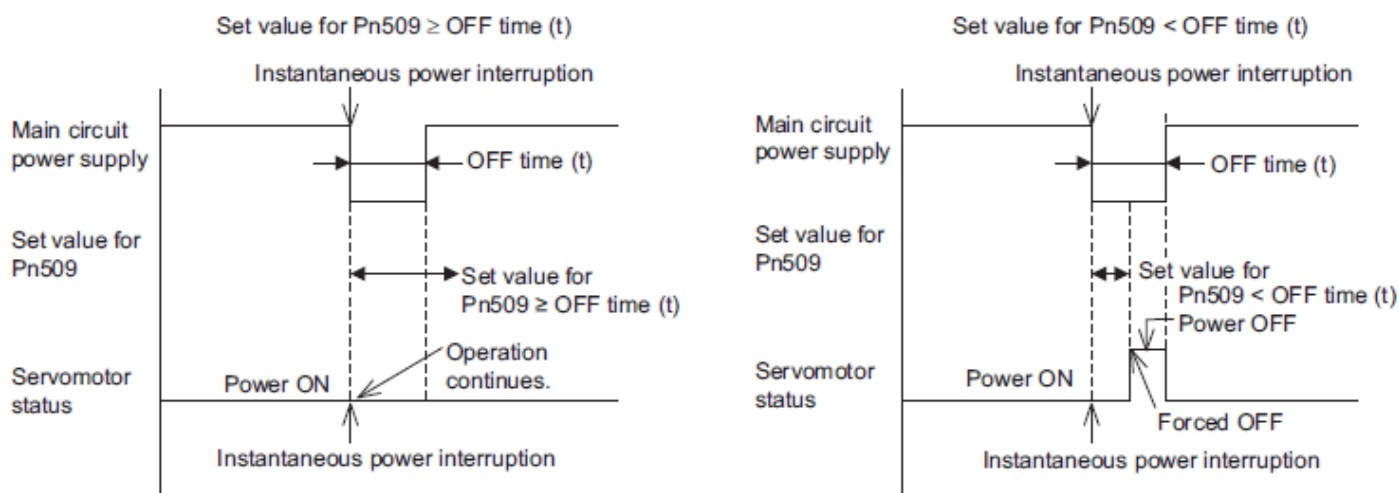 Set value for Pn509 ≥ OFF time (t)
Instantaneous power interruption
Main circuit
power supply
OFF time (t)
Set value for
Pn509
Set value for
Pn509 ≥ OFF time (t)
Operation
continues.
Servomotor
status
Power ON
Instantaneous power interruption
Set value for Pn509 < OFF time (t)
Instantaneous power interruption
Main circuit
power supply
OFF time (t)
Set value for
Pn509
Set value for
Pn509 < OFF time (t)
Power OFF
Servomotor
status
Power ON
Forced OFF
Instantaneous power interruption